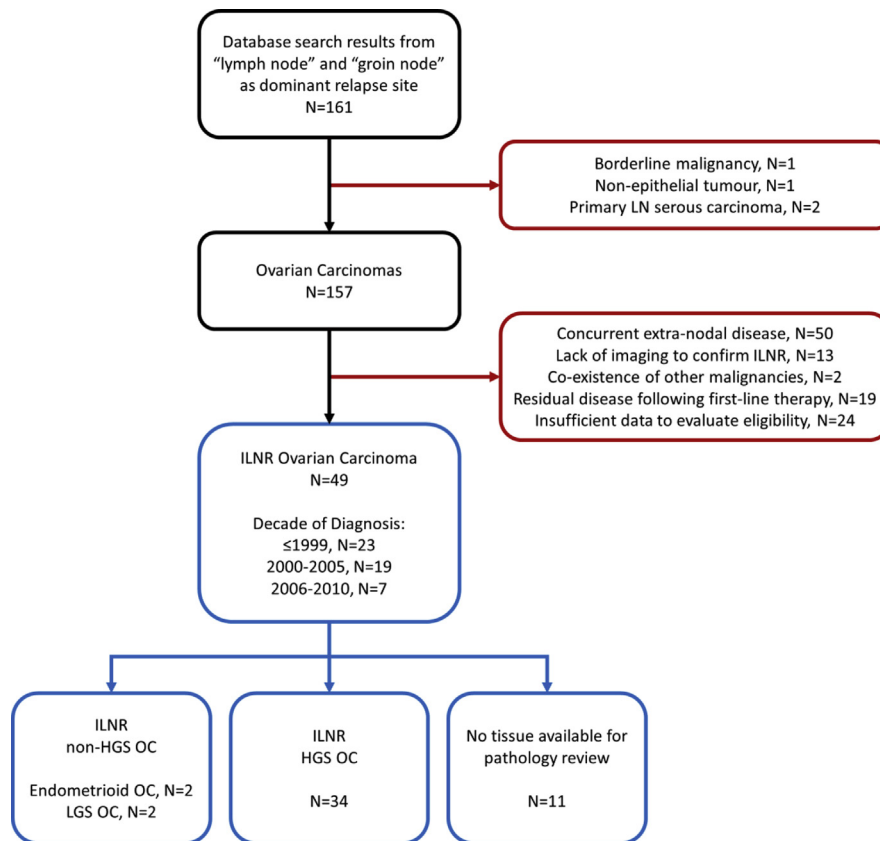 Database search results from
“lymph node” and “groin node”
as dominant relapse site
N=161
Borderline malignancy, N=1
Non-epithelial tumour, N=1
Primary LN serous carcinoma, N=2
Ovarian Carcinomas
N=157
Concurrent extra-nodal disease, N=50
Lack of imaging to confirm ILNR, N=13
Co-existence of other malignancies, N=2
Residual disease following first-line therapy, N=19
Insufficient data to evaluate eligibility, N=24
ILNR Ovarian Carcinoma
N=49
Decade of Diagnosis:
≤1999, N=23
2000-2005, N=19
2006-2010, N=7
ILNR
non-HGS OC
Endometrioid OC, N=2
LGS OC, N=2
ILNR
HGS OC
N=34
No tissue available for
pathology review
N=11